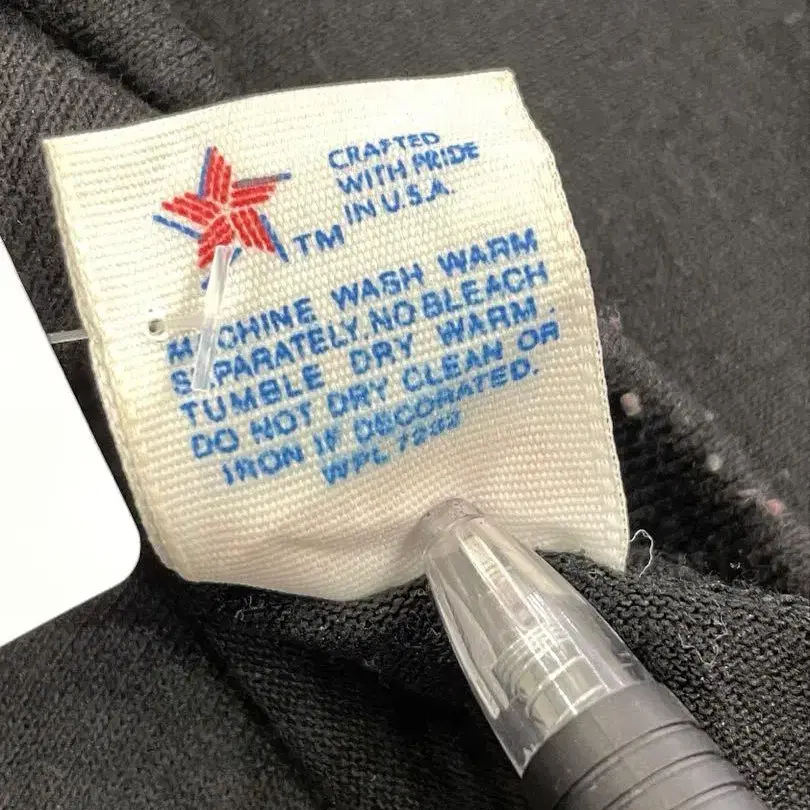 CRAFTED
WITH PRIDE
IN U.S.A.
TM
MACHINE WASH WARM
SEPARATELY. NO BLEACH
TUMBLE DRY WARM.
DO NOT DRY CLEAN OR
IRON IF DECORATED.
WPL